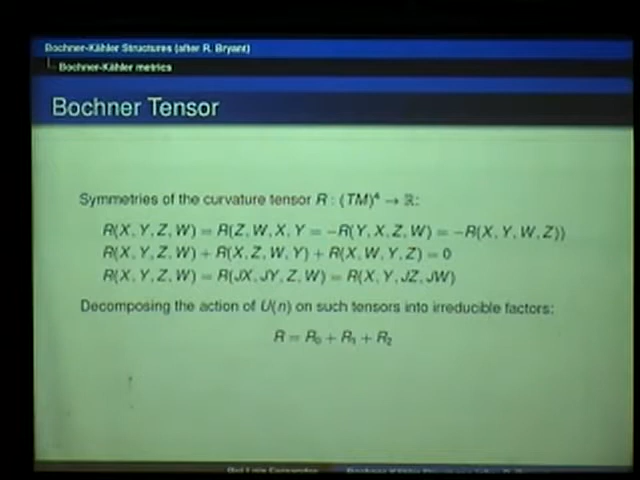 Bochner-Kähler Structures (after R. Bryant)
Bochner-Kähler metrics
Bochner Tensor
Symmetries of the curvature tensor R : (TM)⁴ → ℝ:
R(X, Y, Z, W) = R(Z, W, X, Y = −R(Y, X, Z, W) = −R(X, Y, W, Z))
R(X, Y, Z, W) + R(X, Z, W, Y) + R(X, W, Y, Z) = 0
R(X, Y, Z, W) = R(JX, JY, Z, W) = R(X, Y, JZ, JW)
Decomposing the action of U(n) on such tensors into irreducible factors:
R = R₀ + R₁ + R₂